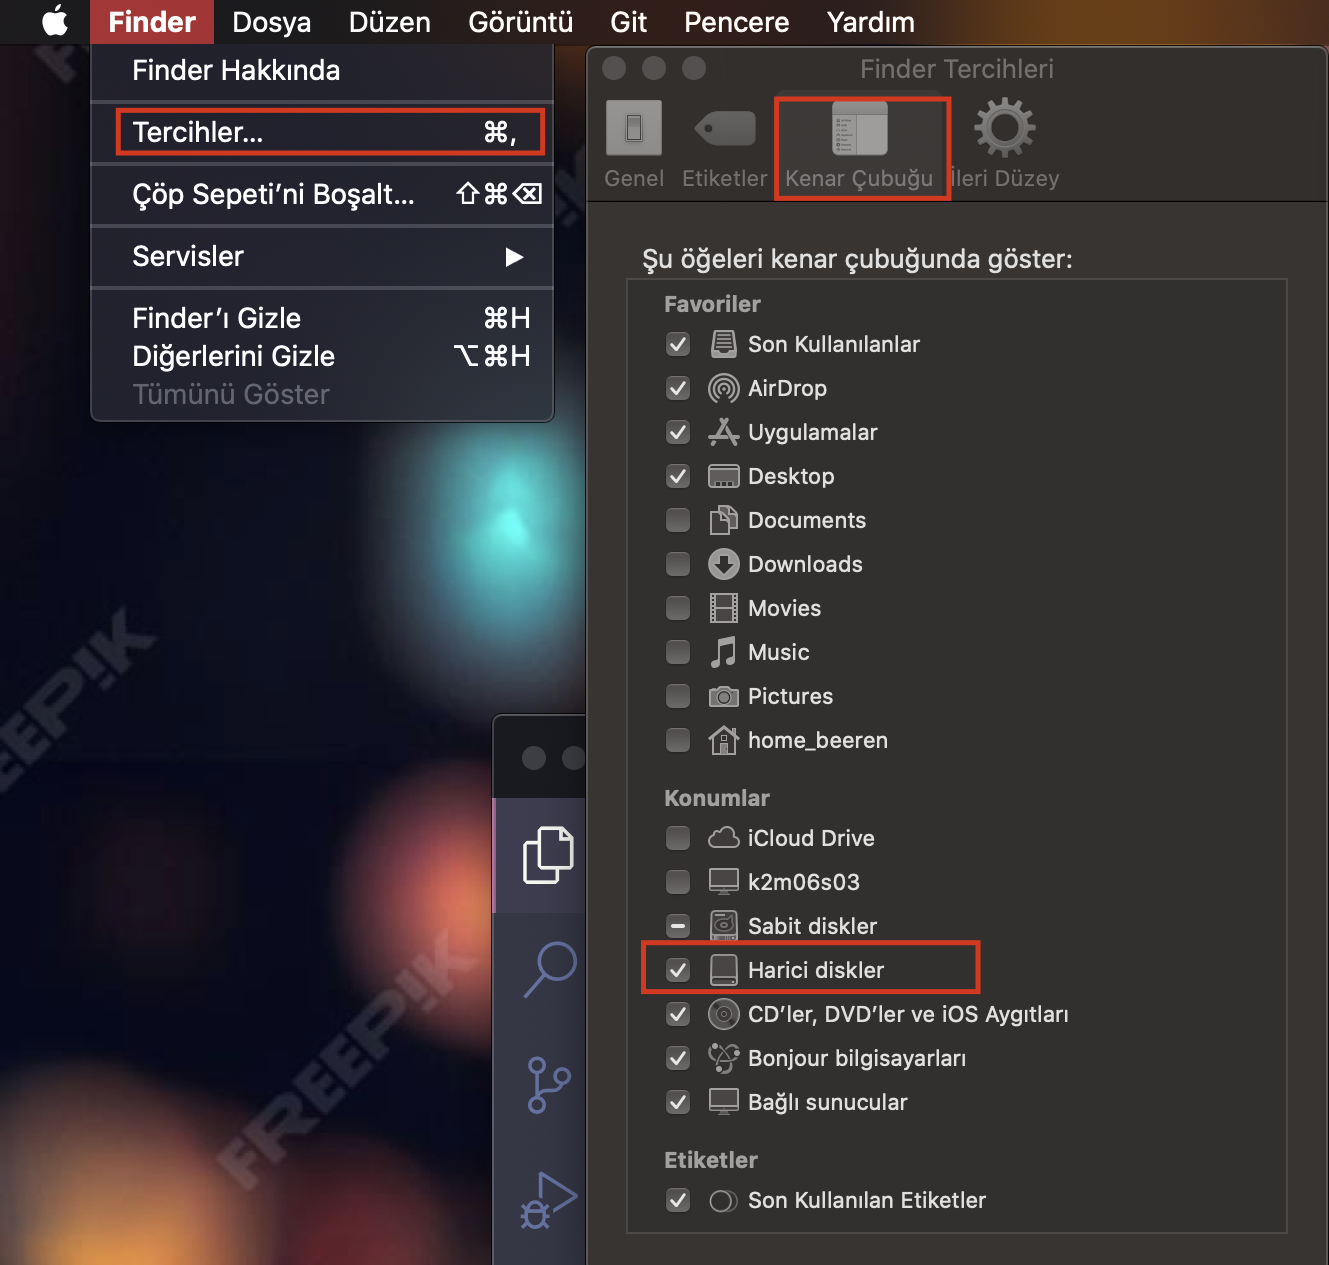 Finder Dosya Düzen Görüntü Git Pencere Yardım
Finder Hakkında
Tercihler... ⌘,
Çöp Sepeti’ni Boşalt... ⇧⌘⌫
Servisler ▶
Finder’ı Gizle ⌘H
Diğerlerini Gizle ⌥⌘H
Tümünü Göster
Finder Tercihleri
Genel Etiketler Kenar Çubuğu İleri Düzey
Şu öğeleri kenar çubuğunda göster:
Favoriler
Son Kullanılanlar
AirDrop
Uygulamalar
Desktop
Documents
Downloads
Movies
Music
Pictures
home_beeren
Konumlar
iCloud Drive
k2m06s03
Sabit diskler
Harici diskler
CD’ler, DVD’ler ve iOS Aygıtları
Bonjour bilgisayarları
Bağlı sunucular
Etiketler
Son Kullanılan Etiketler
FREEPIK
FREEPIK